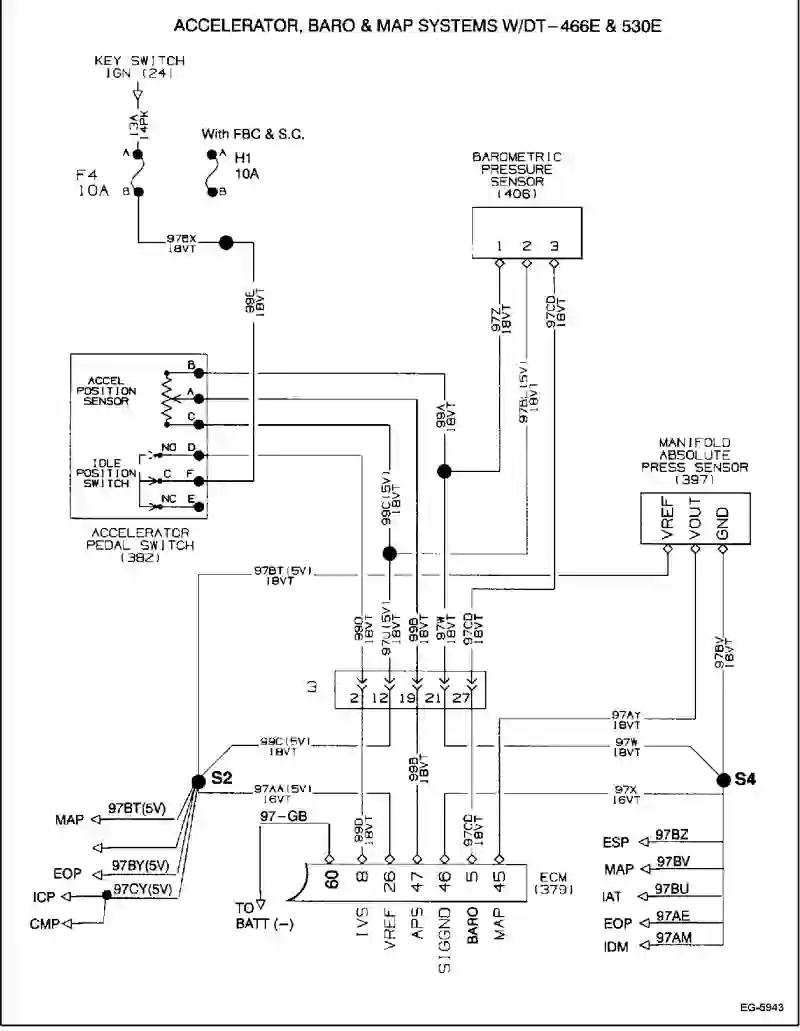 ACCELERATOR, BARO & MAP SYSTEMS W/DT-466E & 530E
KEY SWITCH
IGN (24)
13A
14PK
With FBC & S.C.
A
F4
10A
B
A
H1
10A
B
97BX
18VT
99E
18VT
BAROMETRIC
PRESSURE
SENSOR
(406)
1 2 3
97Z
18VT
97BL(5V)
18VT
97CD
18VT
ACCEL
POSITION
SENSOR
B
A
C
IDLE
POSITION
SWITCH
NO D
C F
NC E
ACCELERATOR
PEDAL SWITCH
(382)
99A
18VT
99C(5V)
18VT
MANIFOLD
ABSOLUTE
PRESS SENSOR
(397)
VREF
VOUT
GND
97BT(5V)
18VT
99D
18VT
97U(5V)
18VT
99B
18VT
97W
18VT
97CD
18VT
97BV
18VT
2 12 19 21 27
97AY
18VT
99C(5V)
18VT
99B
18VT
97W
18VT
S2
S4
97AA(5V)
16VT
97X
16VT
97-GB
99D
18VT
97CD
18VT
MAP 97BT(5V)
EOP 97BY(5V)
ICP 97CY(5V)
CMP
TO
BATT (-)
60 8 26 47 46 5 45
ECM
(379)
IVS
VREF
APS
SIGGND
BARO
MAP
ESP 97BZ
MAP 97BV
IAT 97BU
EOP 97AE
IDM 97AM
EG-5943